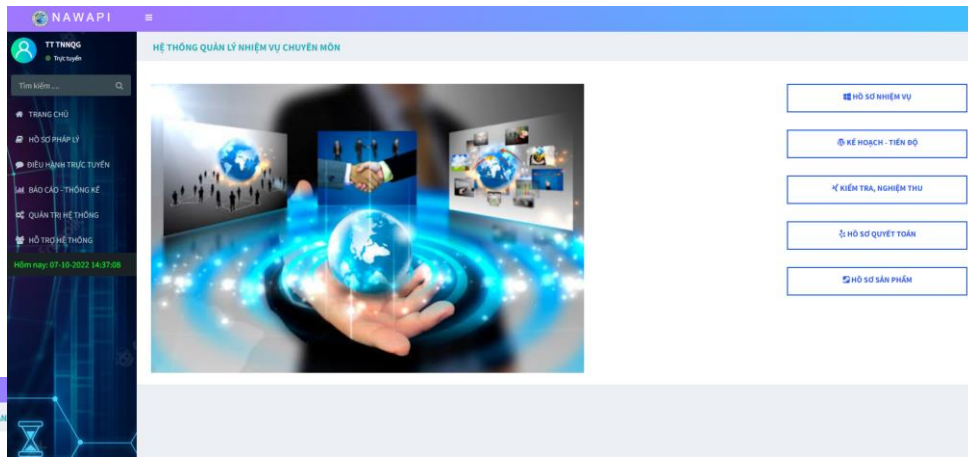 NAWAPI
TT TNNQG
Trực tuyến
Tìm kiếm ....
TRANG CHỦ
HỒ SƠ PHÁP LÝ
ĐIỀU HÀNH TRỰC TUYẾN
BÁO CÁO - THỐNG KÊ
QUẢN TRỊ HỆ THỐNG
HỖ TRỢ HỆ THỐNG
Hôm nay: 07-10-2022 14:37:08
HỆ THỐNG QUẢN LÝ NHIỆM VỤ CHUYÊN MÔN
HỒ SƠ NHIỆM VỤ
KẾ HOẠCH - TIẾN ĐỘ
KIỂM TRA, NGHIỆM THU
HỒ SƠ QUYẾT TOÁN
HỒ SƠ SẢN PHẨM